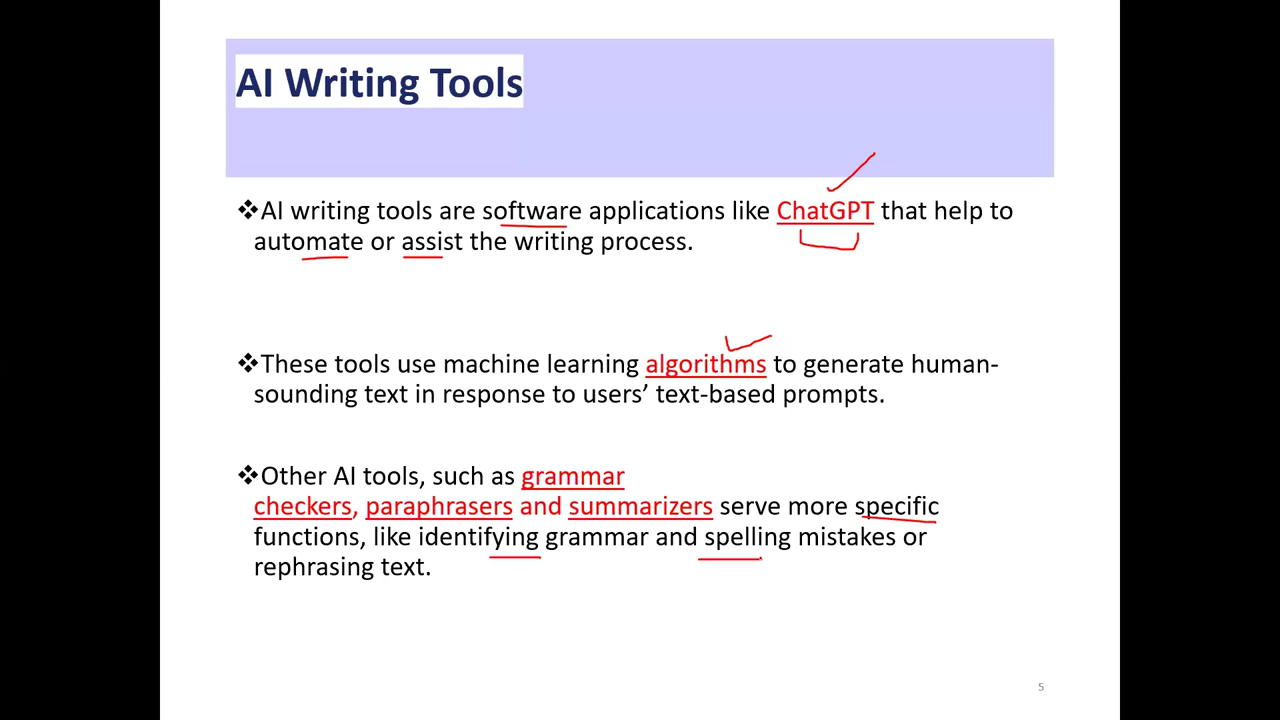 AI Writing Tools
❖AI writing tools are software applications like ChatGPT that help to
automate or assist the writing process.
❖These tools use machine learning algorithms to generate human-
sounding text in response to users’ text-based prompts.
❖Other AI tools, such as grammar
checkers, paraphrasers and summarizers serve more specific
functions, like identifying grammar and spelling mistakes or
rephrasing text.
5